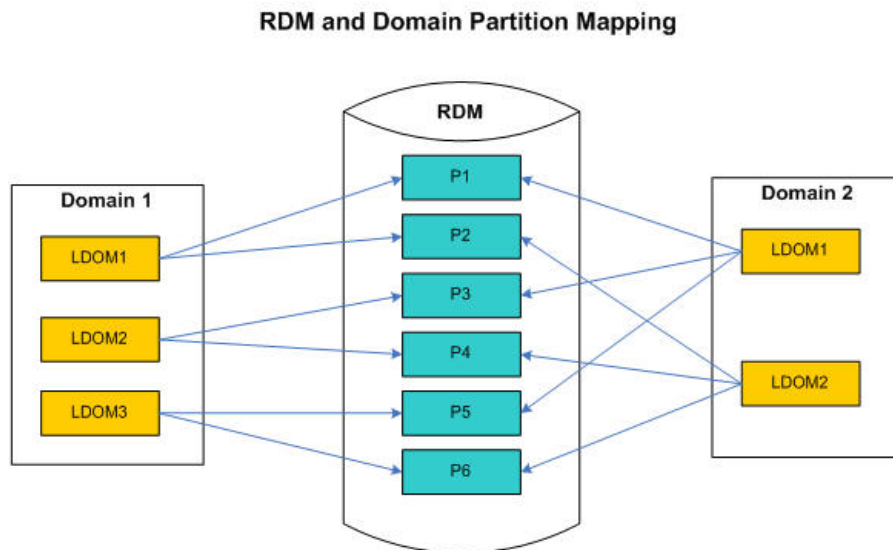 RDM and Domain Partition Mapping
RDM
Domain 1
LDOM1
LDOM2
LDOM3
P1
P2
P3
P4
P5
P6
Domain 2
LDOM1
LDOM2